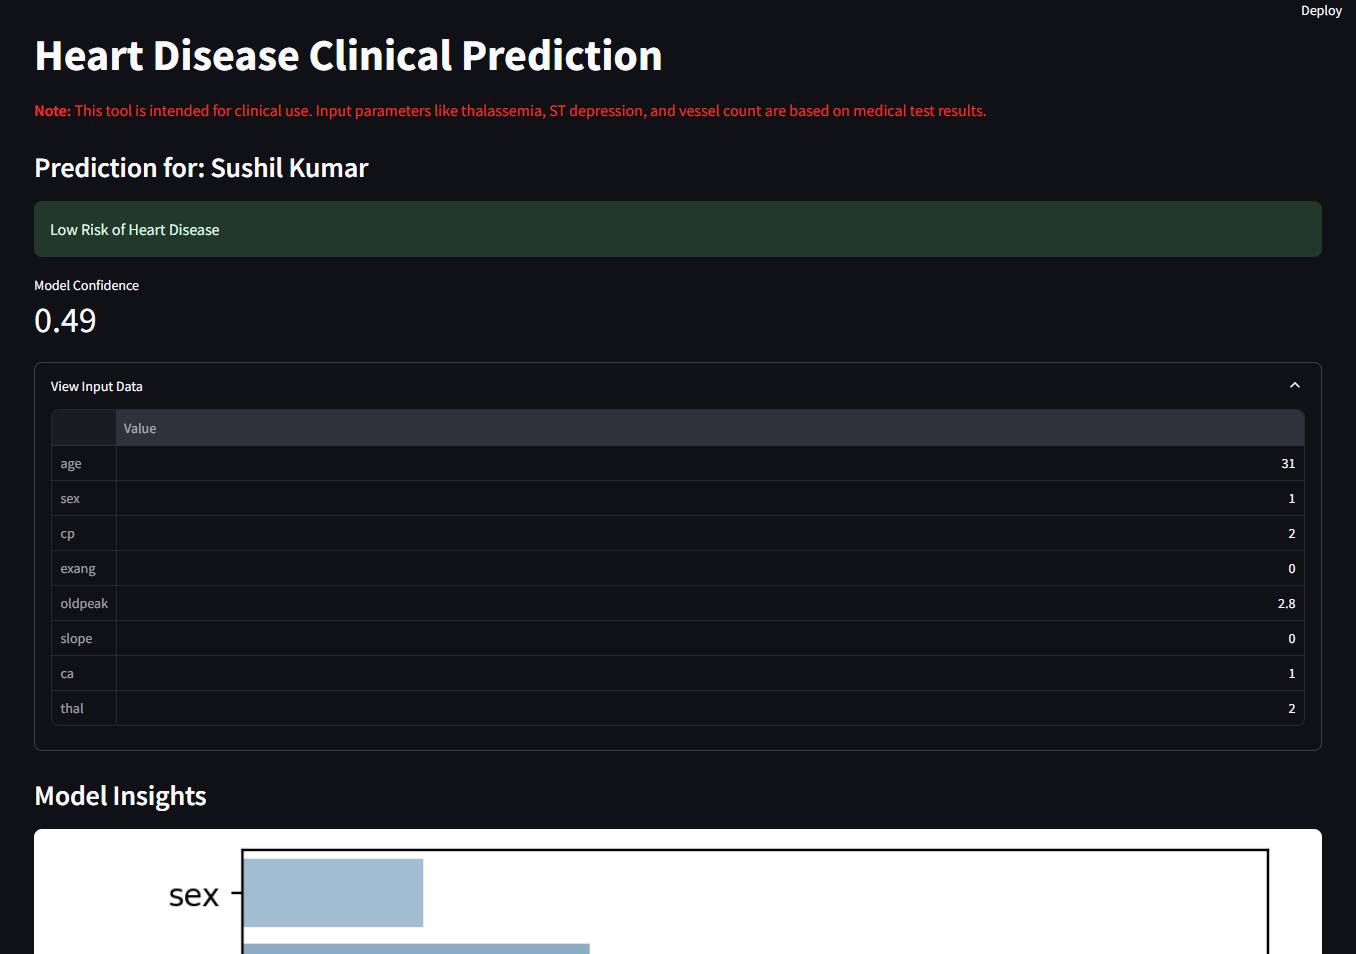 Deploy
Heart Disease Clinical Prediction
Note: This tool is intended for clinical use. Input parameters like thalassemia, ST depression, and vessel count are based on medical test results.
Prediction for: Sushil Kumar
Low Risk of Heart Disease
Model Confidence
0.49
View Input Data
Value
age 31
sex 1
cp 2
exang 0
oldpeak 2.8
slope 0
ca 1
thal 2
Model Insights
sex